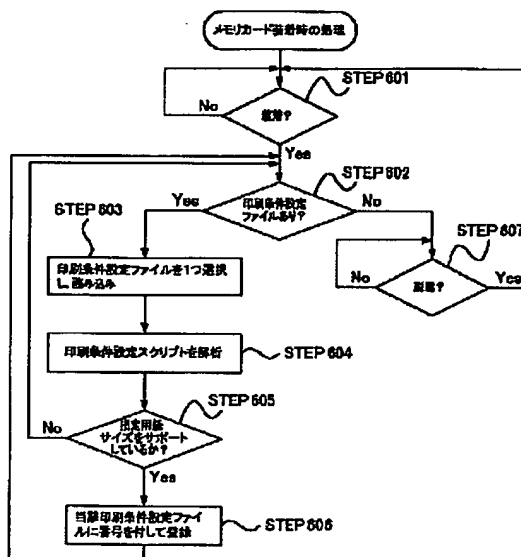 メモリカード装着時の処理
STEP 601
No
装着?
Yes
STEP 602
Yes
印刷条件設定
ファイルあり?
No
STEP 603
STEP 607
印刷条件設定ファイルを1つ選択
し、読み込み
No
Yes
印刷条件設定スクリプトを解析
STEP 604
STEP 605
No
指定用紙
サイズをサポート
しているか?
Yes
当該印刷条件設定ファイ
ルに番号を付して登録
STEP 606